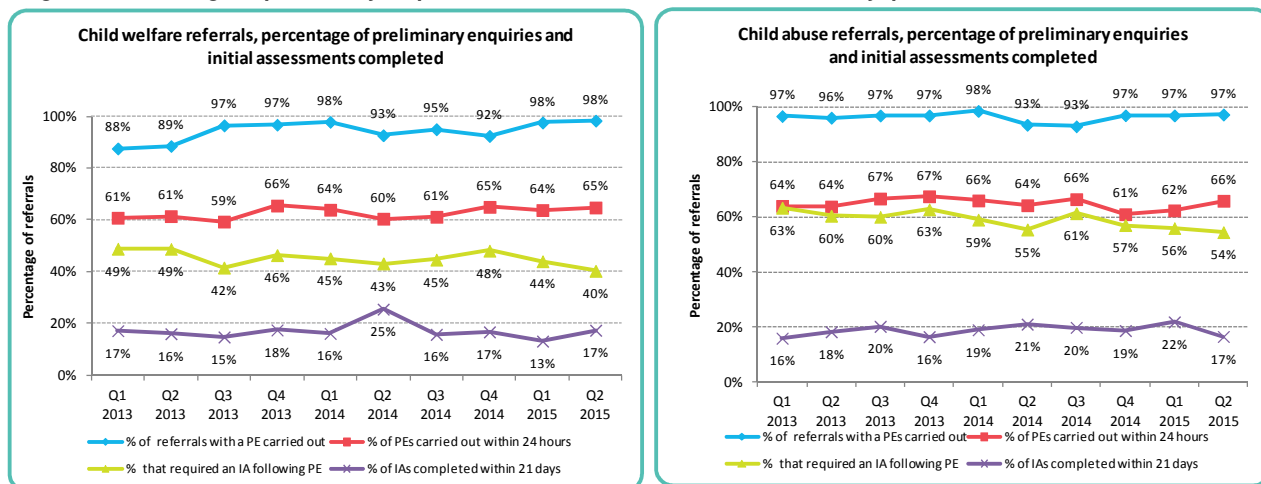 Child welfare referrals, percentage of preliminary enquiries and
initial assessments completed
Percentage of referrals
100%
80%
60%
40%
20%
0%
88% 89% 97% 97% 98% 93% 95% 92% 98% 98%
61% 61% 59% 66% 64% 60% 61% 65% 64% 65%
49% 49% 42% 46% 45% 43% 45% 48% 44% 40%
17% 16% 15% 18% 16% 25% 16% 17% 13% 17%
Q1 Q2 Q3 Q4 Q1 Q2 Q3 Q4 Q1 Q2
2013 2013 2013 2013 2014 2014 2014 2014 2015 2015
% of referrals with a PE carried out % of PEs carried out within 24 hours
% that required an IA following PE % of IAs completed within 21 days
Child abuse referrals, percentage of preliminary enquiries
and initial assessments completed
Percentage of referrals
100%
80%
60%
40%
20%
0%
97% 96% 97% 97% 98% 93% 93% 97% 97% 97%
64% 64% 67% 67% 66% 64% 66% 61% 62% 66%
63% 60% 60% 63% 59% 55% 61% 57% 56% 54%
16% 18% 20% 16% 19% 21% 20% 19% 22% 17%
Q1 Q2 Q3 Q4 Q1 Q2 Q3 Q4 Q1 Q2
2013 2013 2013 2013 2014 2014 2014 2014 2015 2015
% of referrals with a PEs carried out % of PEs carried out within 24 hours
% that required an IA following PE % of IAs completed within 21 days